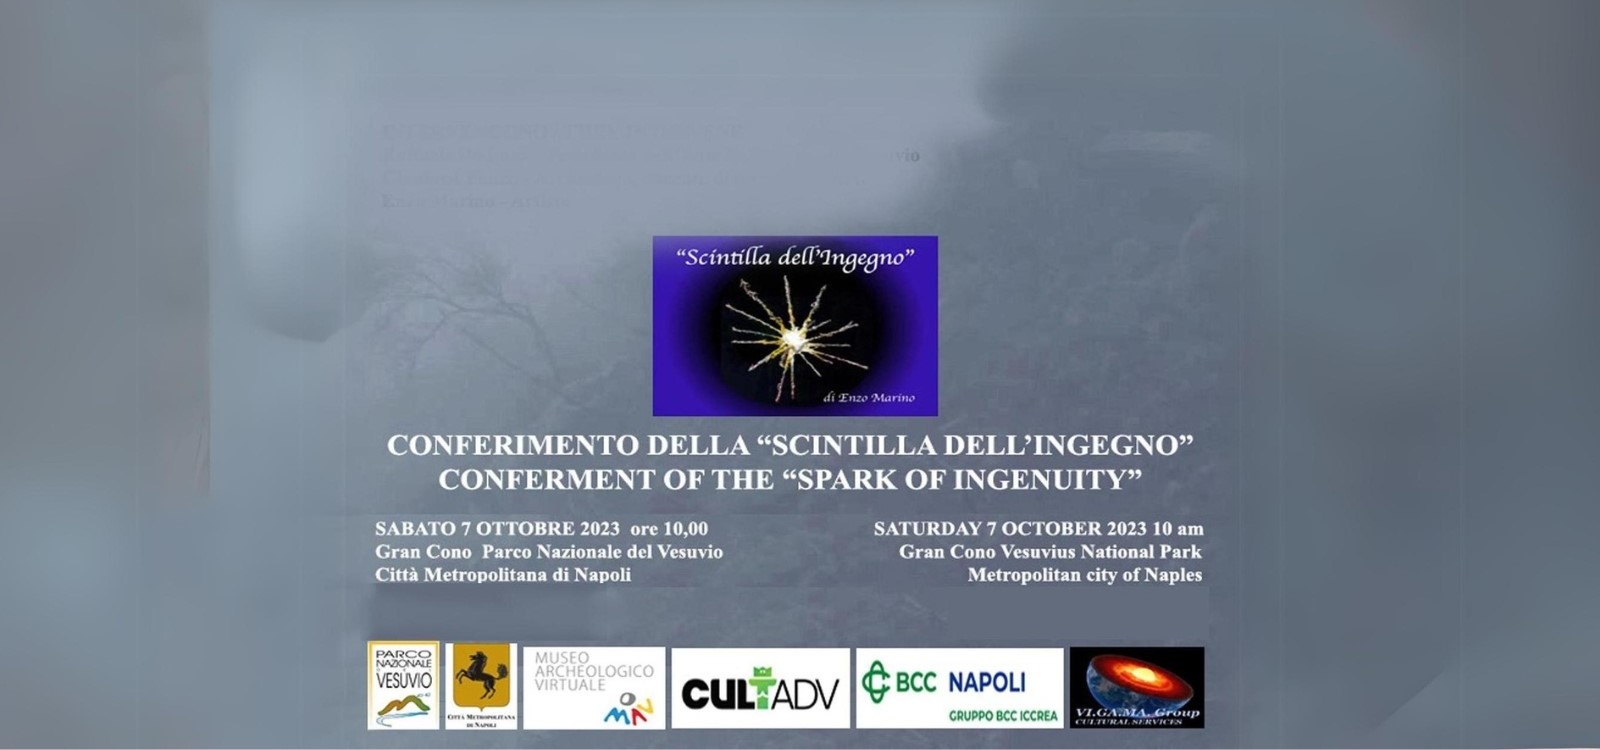 “Scintilla dell’Ingegno”
di Enzo Marino
CONFERIMENTO DELLA “SCINTILLA DELL’INGEGNO”
CONFERMENT OF THE “SPARK OF INGENUITY”
SABATO 7 OTTOBRE 2023 ore 10,00
Gran Cono Parco Nazionale del Vesuvio
Città Metropolitana di Napoli
SATURDAY 7 OCTOBER 2023 10 am
Gran Cono Vesuvius National Park
Metropolitan city of Naples
PARCO
NAZIONALE
DEL
VESUVIO
CITTÀ METROPOLITANA
DI NAPOLI
MUSEO
ARCHEOLOGICO
VIRTUALE
MAV
CULTADV
BCC NAPOLI
GRUPPO BCC ICCREA
VI.GA.MA. Group
CULTURAL SERVICES